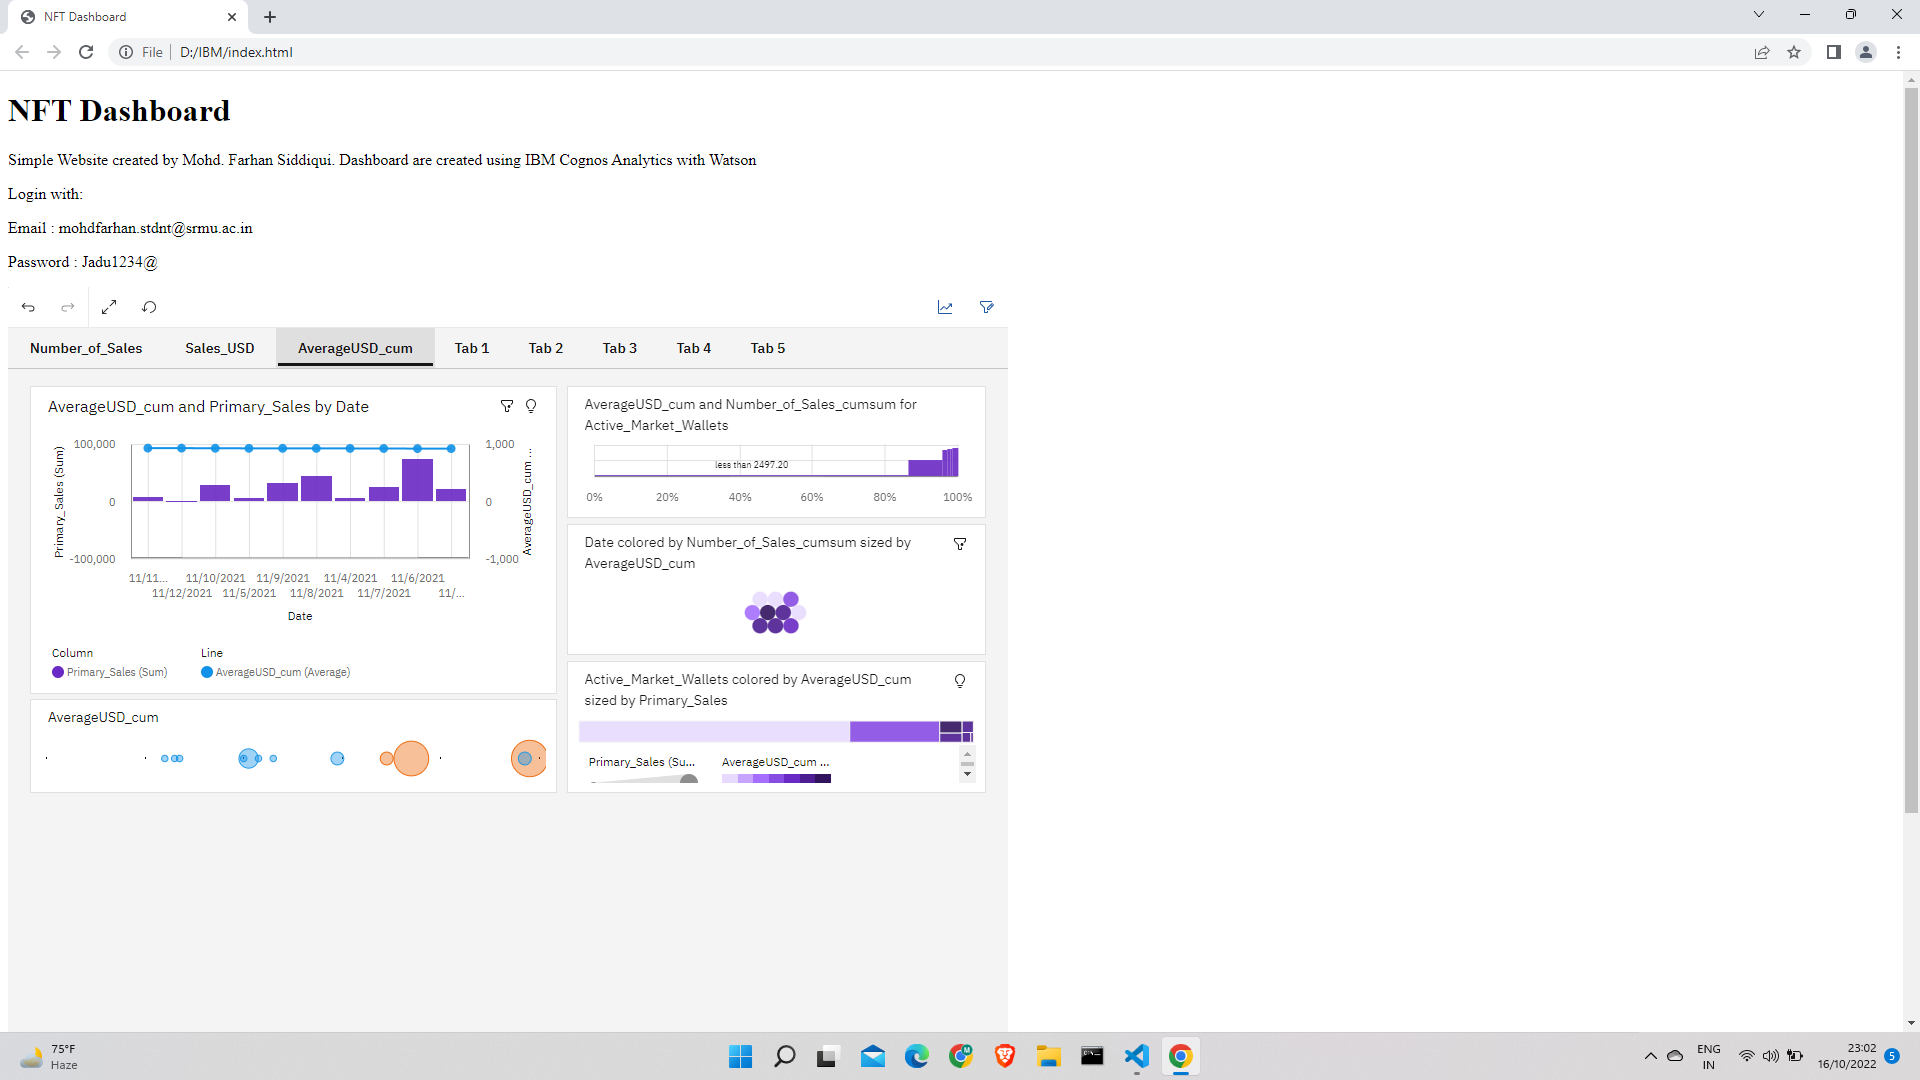 NFT Dashboard
File
D:/IBM/index.html
NFT Dashboard
Simple Website created by Mohd. Farhan Siddiqui. Dashboard are created using IBM Cognos Analytics with Watson
Login with:
Email : mohdfarhan.stdnt@srmu.ac.in
Password : Jadu1234@
Number_of_Sales Sales_USD AverageUSD_cum Tab 1 Tab 2 Tab 3 Tab 4 Tab 5
AverageUSD_cum and Primary_Sales by Date
Primary_Sales (Sum)
100,000
0
-100,000
1,000
0
-1,000
AverageUSD_cum ...
11/11... 11/10/2021 11/9/2021 11/4/2021 11/6/2021
11/12/2021 11/5/2021 11/8/2021 11/7/2021 11/...
Date
Column Line
Primary_Sales (Sum) AverageUSD_cum (Average)
AverageUSD_cum
AverageUSD_cum and Number_of_Sales_cumsum for
Active_Market_Wallets
less than 2497.20
0% 20% 40% 60% 80% 100%
Date colored by Number_of_Sales_cumsum sized by
AverageUSD_cum
Active_Market_Wallets colored by AverageUSD_cum
sized by Primary_Sales
Primary_Sales (Su... AverageUSD_cum ...
75°F
Haze
ENG
IN
23:02
16/10/2022
5